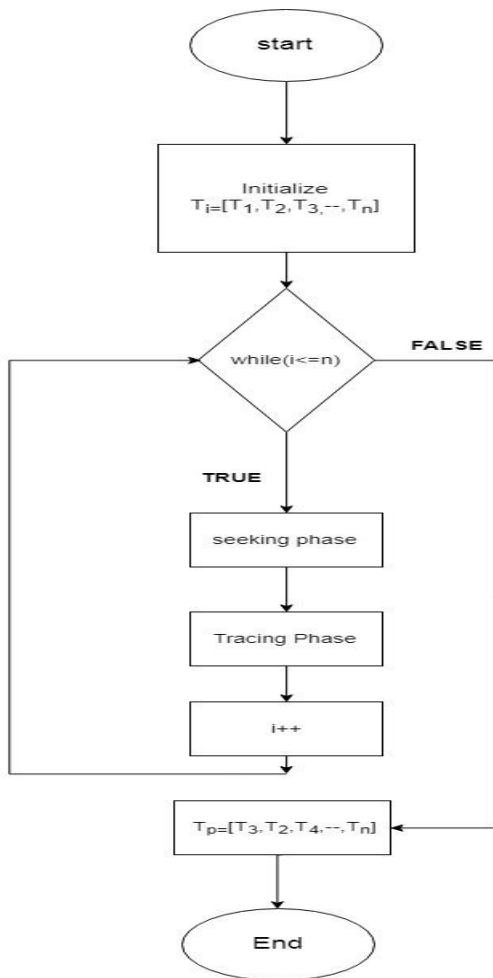 start
Initialize
Ti=[T1,T2,T3,--,Tn]
while(i<=n)
FALSE
TRUE
seeking phase
Tracing Phase
i++
Tp=[T3,T2,T4,--,Tn]
End